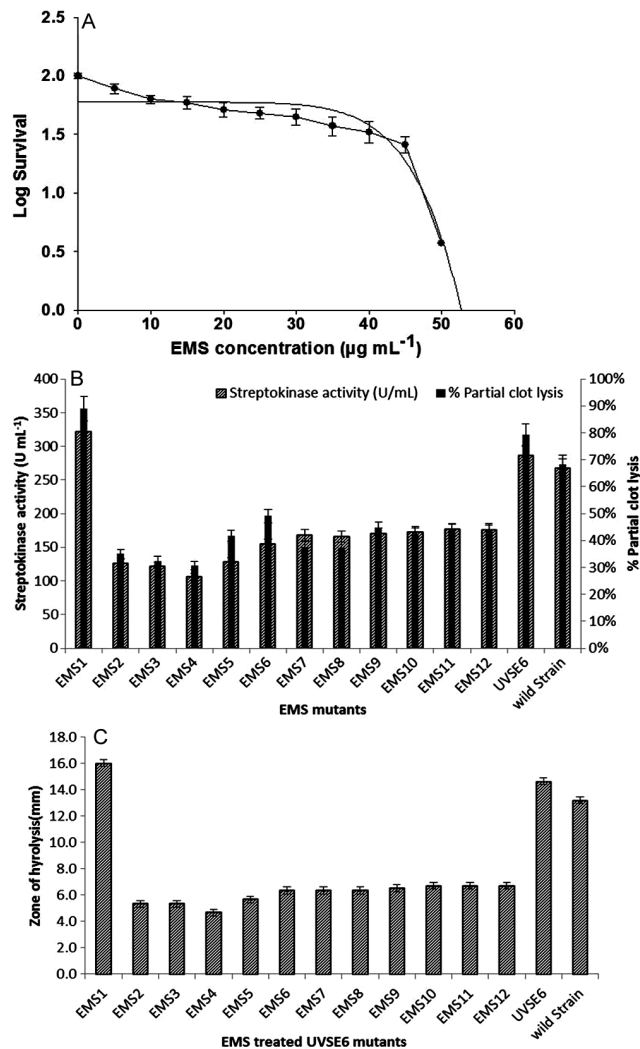 A
2.0
1.5
1.0
0.5
0.0
Log Survival
0 10 20 30 40 50 60
EMS concentration (µg mL-1)
B
Streptokinase activity (U/mL) % Partial clot lysis
400
350
300
250
200
150
100
50
0
Streptokinase activity (U mL-1)
100%
90%
80%
70%
60%
50%
40%
30%
20%
10%
0%
% Partial clot lysis
EMS1 EMS2 EMS3 EMS4 EMS5 EMS6 EMS7 EMS8 EMS9 EMS10 EMS11 EMS12 UVSE6 wild Strain
EMS mutants
C
18.0
16.0
14.0
12.0
10.0
8.0
6.0
4.0
2.0
0.0
Zone of hyrolysis(mm)
EMS1 EMS2 EMS3 EMS4 EMS5 EMS6 EMS7 EMS8 EMS9 EMS10 EMS11 EMS12 UVSE6 wild Strain
EMS treated UVSE6 mutants